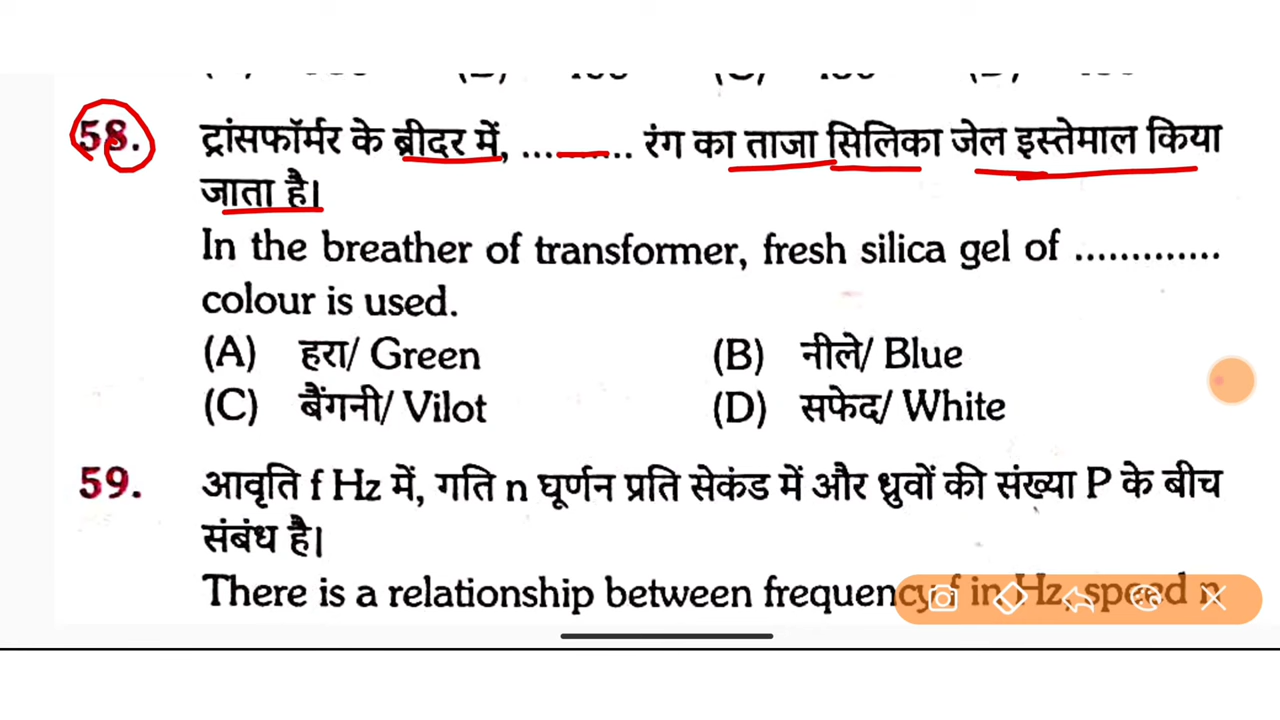 58. ट्रांसफॉर्मर के ब्रीदर में, ............. रंग का ताजा सिलिका जेल इस्तेमाल किया
जाता है।
In the breather of transformer, fresh silica gel of .............
colour is used.
(A) हरा/ Green (B) नीले/ Blue
(C) बैंगनी/ Vilot (D) सफेद/ White
59. आवृति f Hz में, गति n घूर्णन प्रति सेकंड में और ध्रुवों की संख्या P के बीच
संबंध है।
There is a relationship between frequency f in Hz, speed n